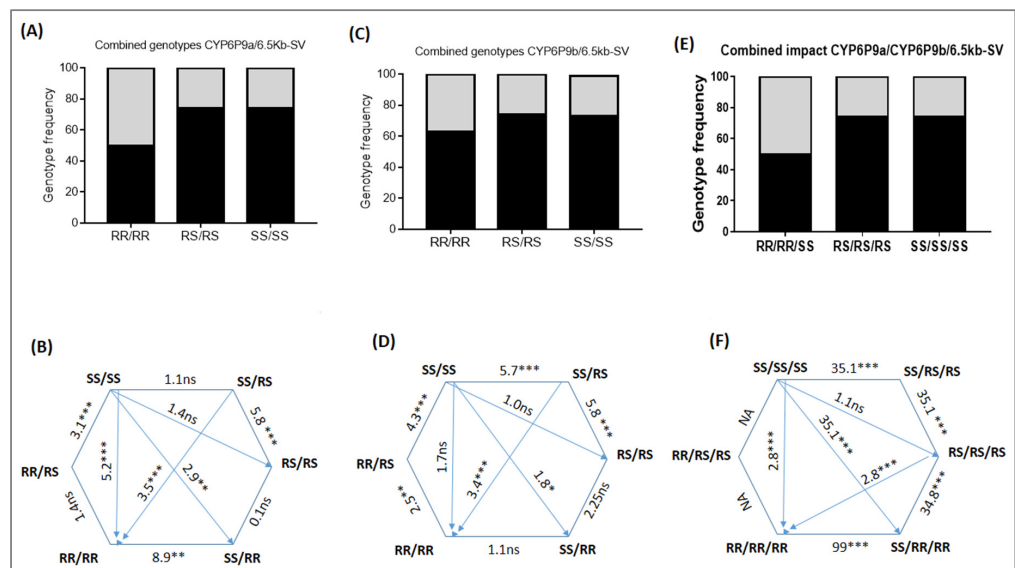 (A)
Combined genotypes CYP6P9a/6.5Kb-SV
Genotype frequency
100
80
60
40
20
0
RR/RR
RS/RS
SS/SS
(C)
Combined genotypes CYP6P9b/6.5kb-SV
Genotype frequency
100
80
60
40
20
0
RR/RR
RS/RS
SS/SS
(E)
Combined impact CYP6P9a/CYP6P9b/6.5kb-SV
Genotype frequency
100
80
60
40
20
0
RR/RR/SS
RS/RS/RS
SS/SS/SS
(B)
SS/SS
1.1ns
SS/RS
3.1***
1.4ns
5.8 ***
RR/RS
5.2***
3.5***
2.9**
RS/RS
1.4ns
0.1ns
RR/RR
8.9**
SS/RR
(D)
SS/SS
5.7***
SS/RS
4.3***
1.0ns
5.8 ***
RR/RS
1.7ns
3.4***
1.8*
RS/RS
2.5**
2.25ns
RR/RR
1.1ns
SS/RR
(F)
SS/SS/SS
35.1***
SS/RS/RS
NA
1.1ns
35.1 ***
RR/RS/RS
2.8***
35.1***
2.8***
RS/RS/RS
NA
34.8***
RR/RR/RR
99***
SS/RR/RR